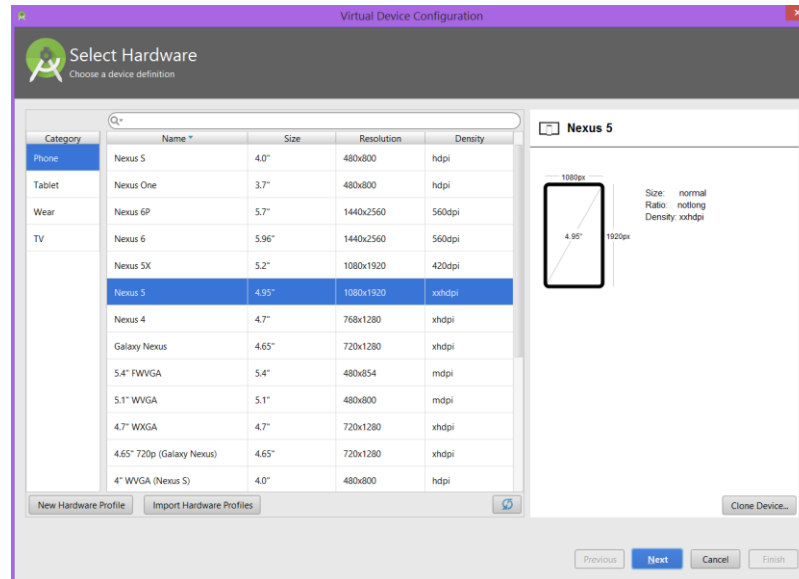 Virtual Device Configuration
Select Hardware
Choose a device definition
Category
Phone
Tablet
Wear
TV
Name Size Resolution Density
Nexus S 4.0" 480x800 hdpi
Nexus One 3.7" 480x800 hdpi
Nexus 6P 5.7" 1440x2560 560dpi
Nexus 6 5.96" 1440x2560 560dpi
Nexus 5X 5.2" 1080x1920 420dpi
Nexus 5 4.95" 1080x1920 xxhdpi
Nexus 4 4.7" 768x1280 xhdpi
Galaxy Nexus 4.65" 720x1280 xhdpi
5.4" FWVGA 5.4" 480x854 mdpi
5.1" WVGA 5.1" 480x800 mdpi
4.7" WXGA 4.7" 720x1280 xhdpi
4.65" 720p (Galaxy Nexus) 4.65" 720x1280 xhdpi
4" WVGA (Nexus S) 4.0" 480x800 hdpi
New Hardware Profile Import Hardware Profiles
Nexus 5
1080px
4.95"
1920px
Size: normal
Ratio: notlong
Density: xxhdpi
Clone Device...
Previous Next Cancel Finish